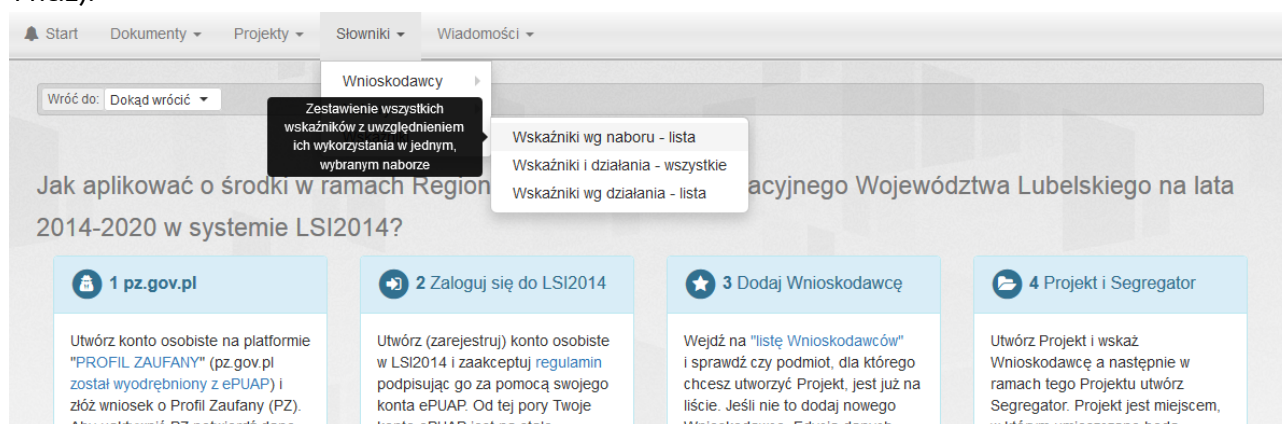 Start Dokumenty Projekty Słowniki Wiadomości
Wnioskodawcy
Wróć do: Dokąd wrócić
Zestawienie wszystkich
wskaźników z uwzględnieniem
ich wykorzystania w jednym,
wybranym naborze
Wskaźniki wg naboru - lista
Wskaźniki i działania - wszystkie
Wskaźniki wg działania - lista
Jak aplikować o środki w ramach Region acyjnego Województwa Lubelskiego na lata
2014-2020 w systemie LSI2014?
1 pz.gov.pl
Utwórz konto osobiste na platformie
"PROFIL ZAUFANY" (pz.gov.pl
został wyodrębniony z ePUAP) i
złóż wniosek o Profil Zaufany (PZ).
2 Zaloguj się do LSI2014
Utwórz (zarejestruj) konto osobiste
w LSI2014 i zaakceptuj regulamin
podpisując go za pomocą swojego
konta ePUAP. Od tej pory Twoje
3 Dodaj Wnioskodawcę
Wejdź na "listę Wnioskodawców"
i sprawdź czy podmiot, dla którego
chcesz utworzyć Projekt, jest już na
liście. Jeśli nie to dodaj nowego
4 Projekt i Segregator
Utwórz Projekt i wskaż
Wnioskodawcę a następnie w
ramach tego Projektu utwórz
Segregator. Projekt jest miejscem,